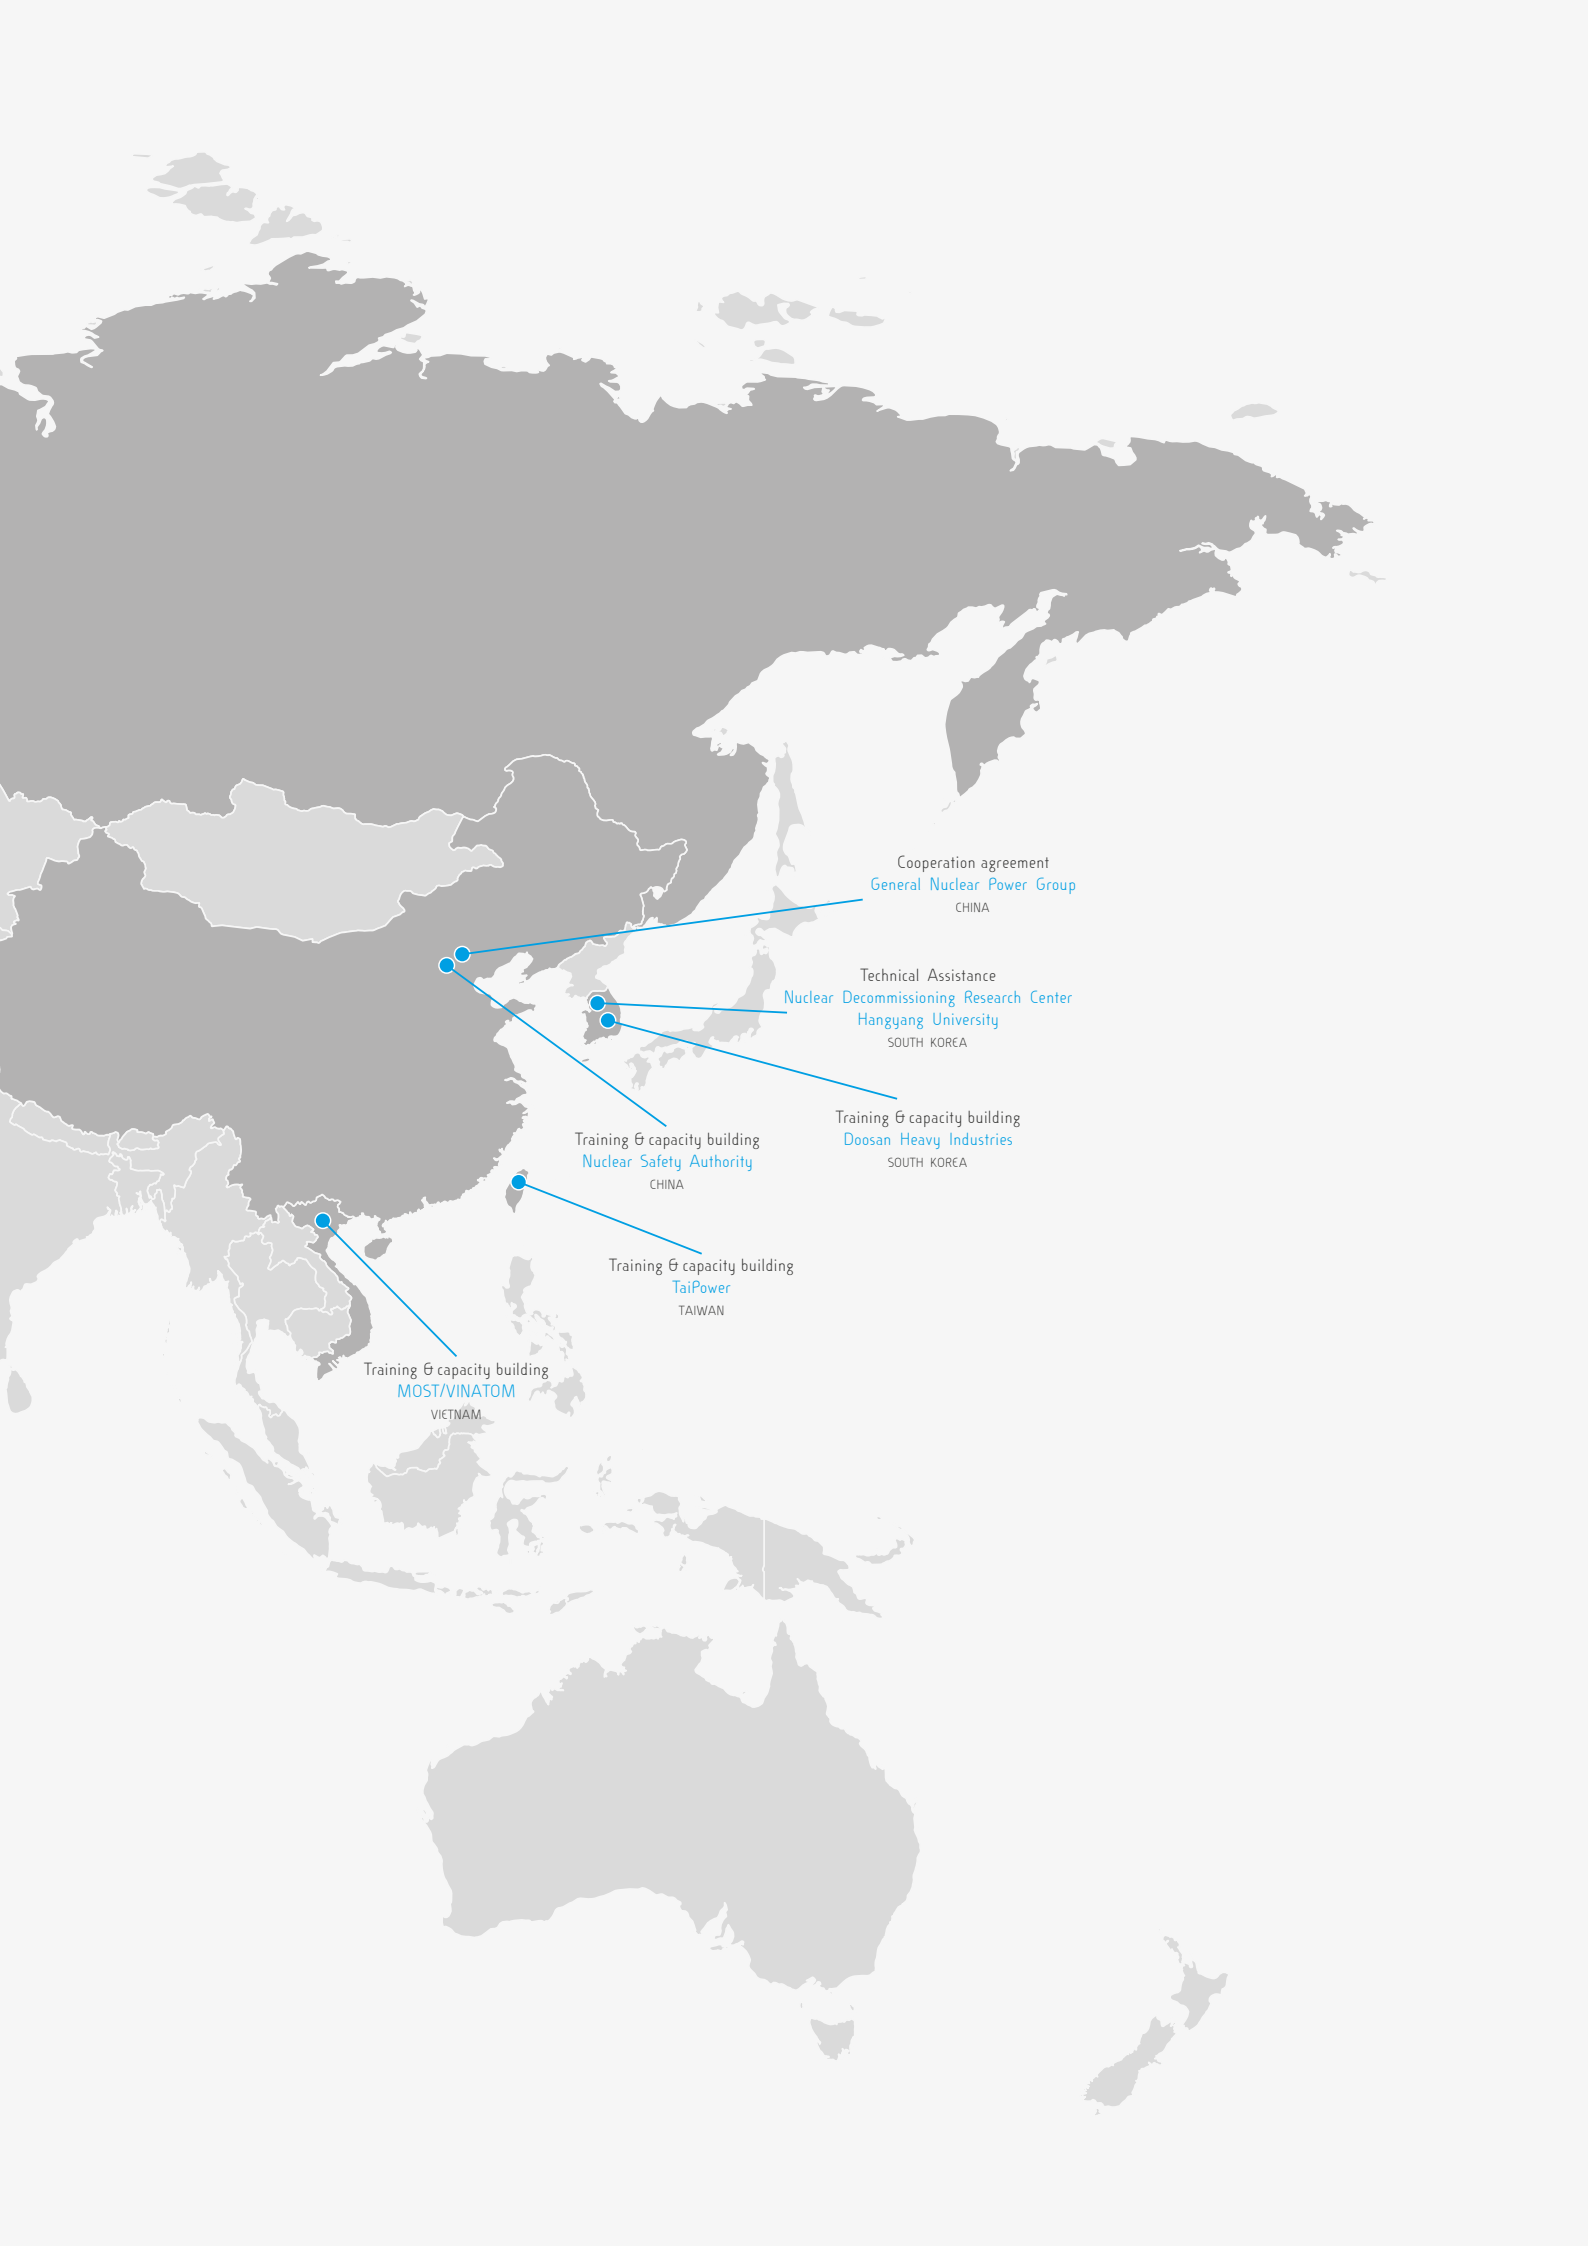 Cooperation agreement
General Nuclear Power Group
CHINA
Technical Assistance
Nuclear Decommissioning Research Center
Hangyang University
SOUTH KOREA
Training & capacity building
Doosan Heavy Industries
SOUTH KOREA
Training & capacity building
Nuclear Safety Authority
CHINA
Training & capacity building
TaiPower
TAIWAN
Training & capacity building
MOST/VINATOM
VIETNAM